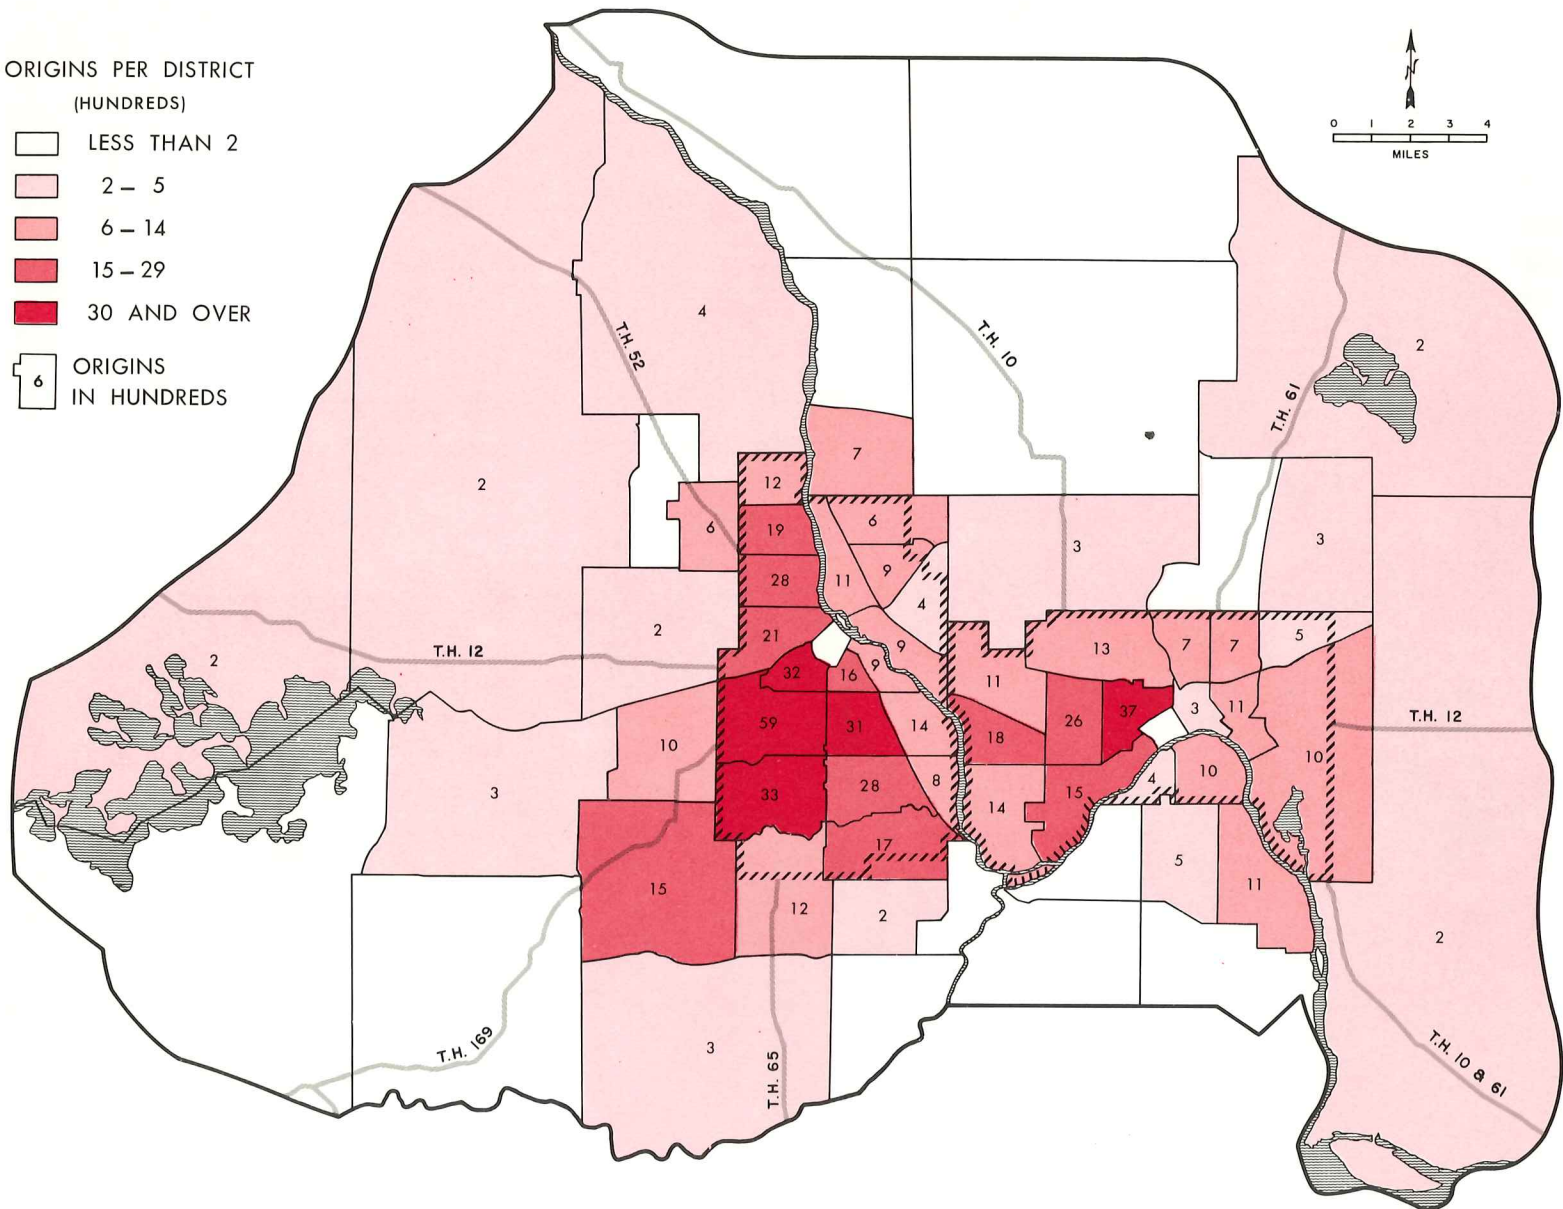 ORIGINS PER DISTRICT
(HUNDREDS)
LESS THAN 2
2 – 5
6 – 14
15 – 29
30 AND OVER
6
ORIGINS
IN HUNDREDS
N
0 1 2 3 4
MILES
4
T.H. 52
T.H. 10
2
T.H. 61
7
2
12
6
19
6
3
3
28
11
9
4
2
21
9
5
13
7
7
2
T.H. 12
32
16
9
11
59
31
14
26
37
3
11
T.H. 12
10
18
10
3
33
28
8
14
15
4
10
17
5
15
12
2
11
2
3
T.H. 169
T.H. 65
T.H. 10 & 61